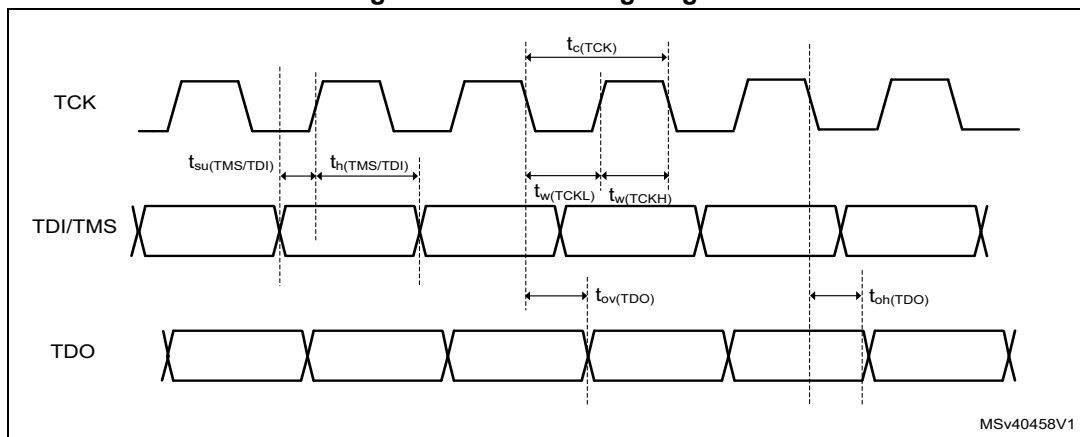 tc(TCK)
TCK
tsu(TMS/TDI)
th(TMS/TDI)
tw(TCKL)
tw(TCKH)
TDI/TMS
tov(TDO)
toh(TDO)
TDO
MSv40458V1